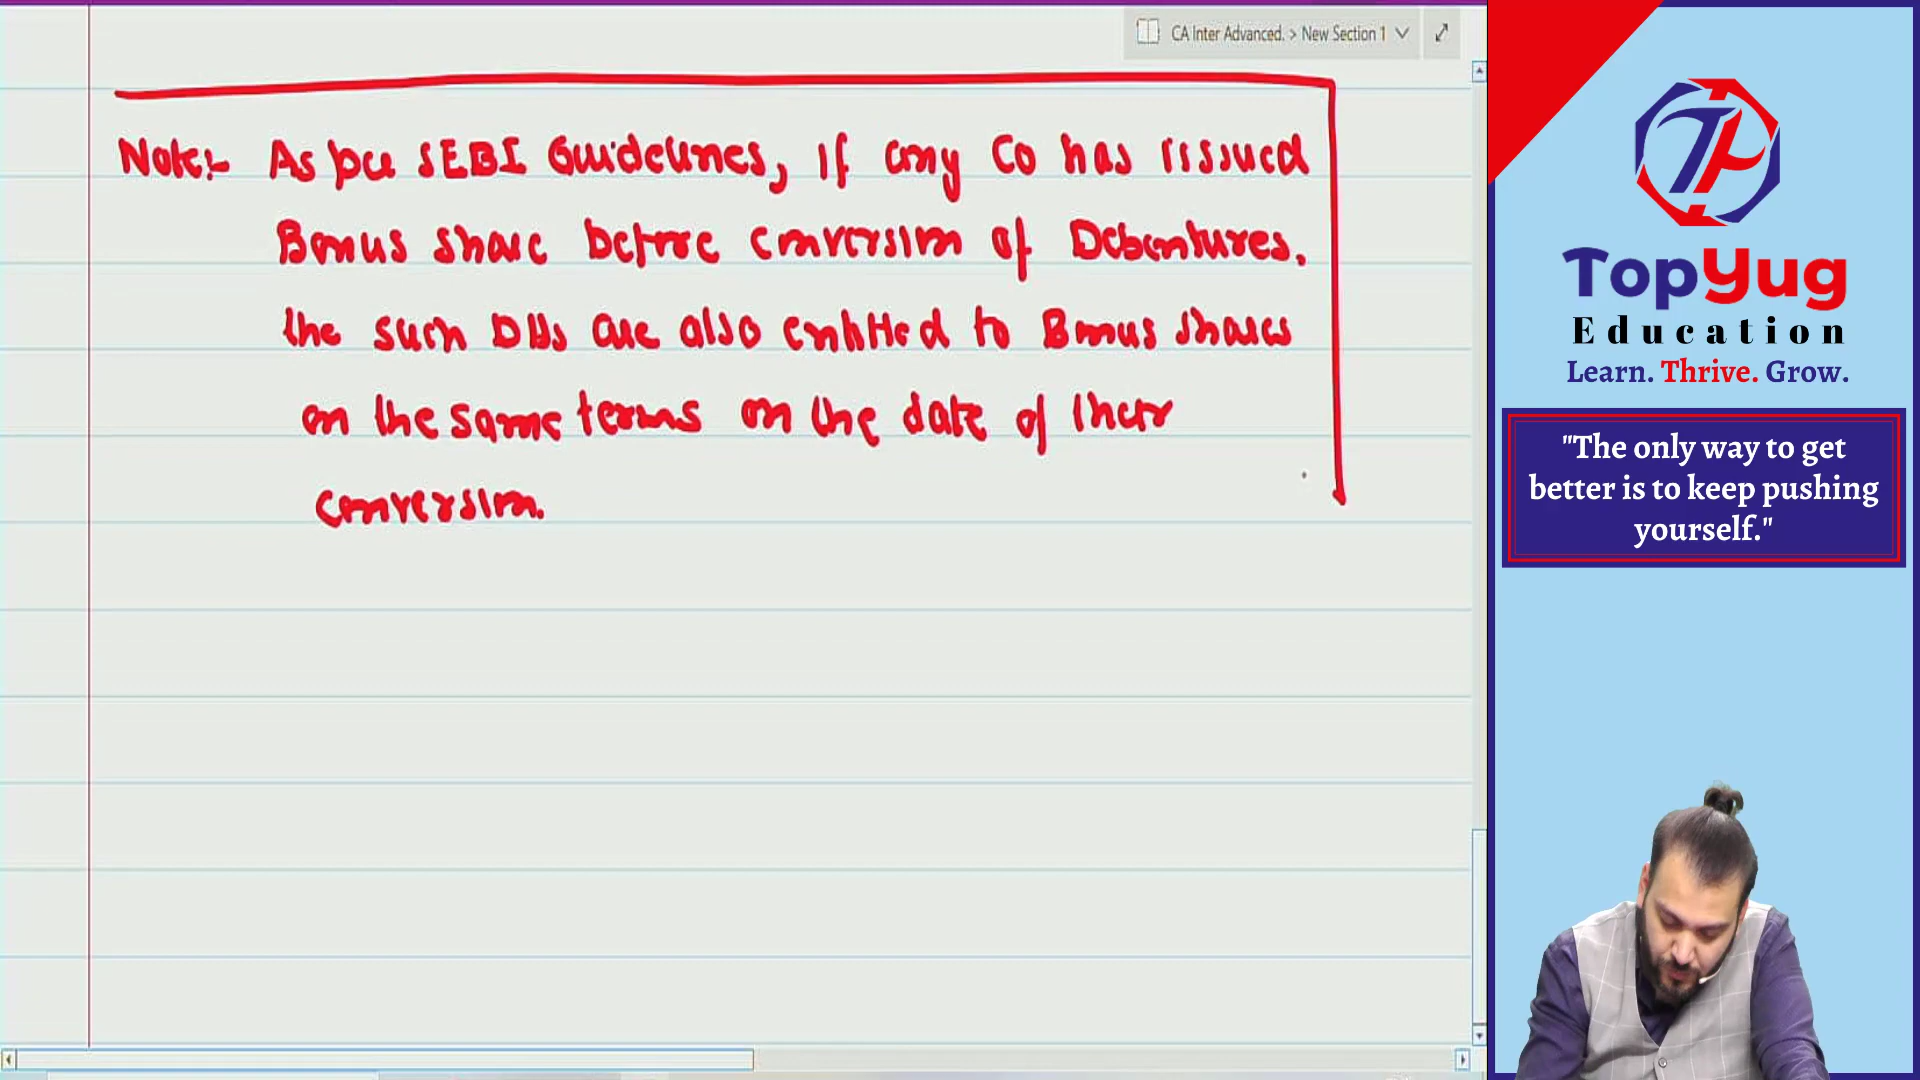 CA Inter Advanced. > New Section 1
Note:- As per SEBI Guidelines, if any Co has issued
Bonus share before conversion of Debentures.
the such DHs are also entitled to Bonus shares
on the same terms on the date of their
conversion.
TopYug
Education
Learn. Thrive. Grow.
"The only way to get
better is to keep pushing
yourself."